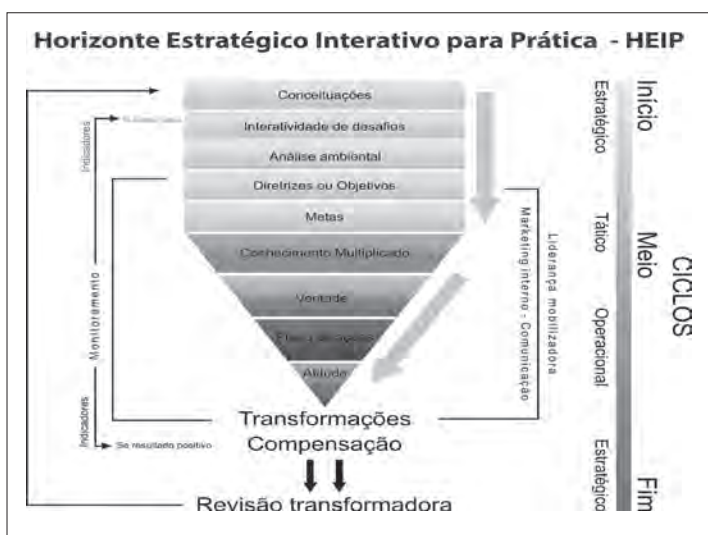 Horizonte Estratégico Interativo para Prática - HEIP
Conceituações
Interatividade de desafios
Análise ambiental
Diretrizes ou Objetivos
Metas
Conhecimento Multiplicado
Vontade
Atitude
Transformações
Compensação
Revisão transformadora
Indicadores
Monitoramento
Indicadores
Se resultado positivo
Liderança mobilizadora
Marketing interno - Comunicação
Estratégico
Tático
Operacional
Estratégico
Início
Meio
Fim
CICLOS